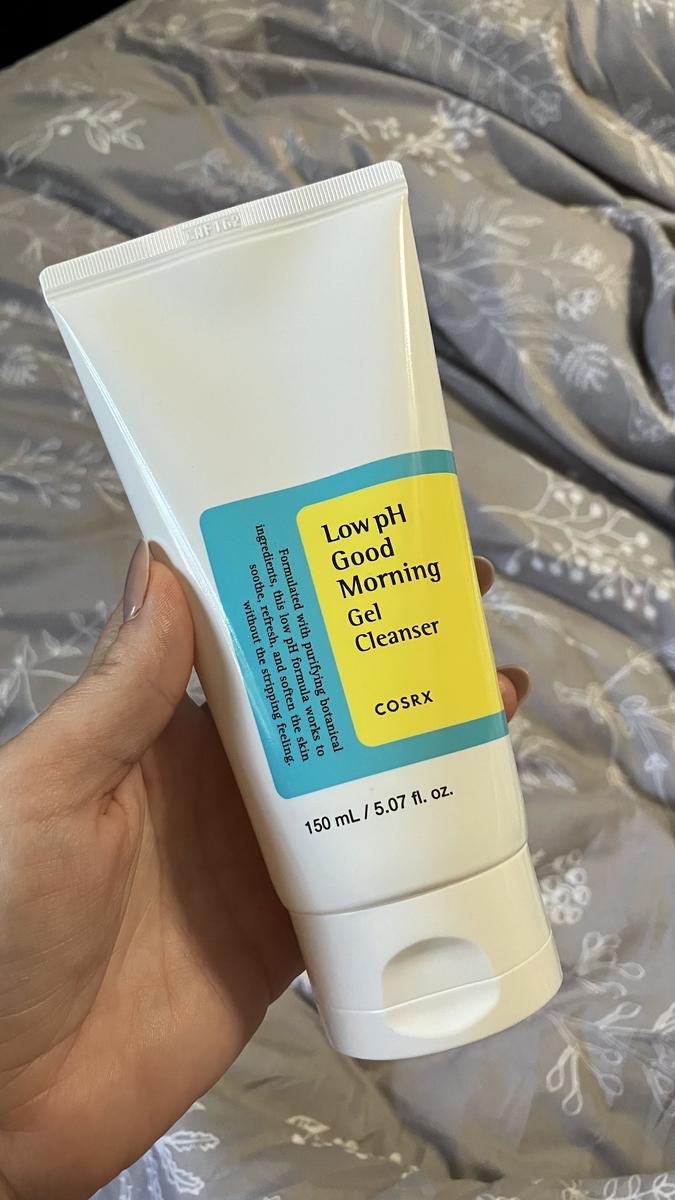 Low pH
Good
Morning
Gel
Cleanser
COSRX
Formulated with purifying botanical
ingredients, this low pH formula works to
soothe, refresh, and soften the skin
without the stripping feeling.
150 mL / 5.07 fl. oz.